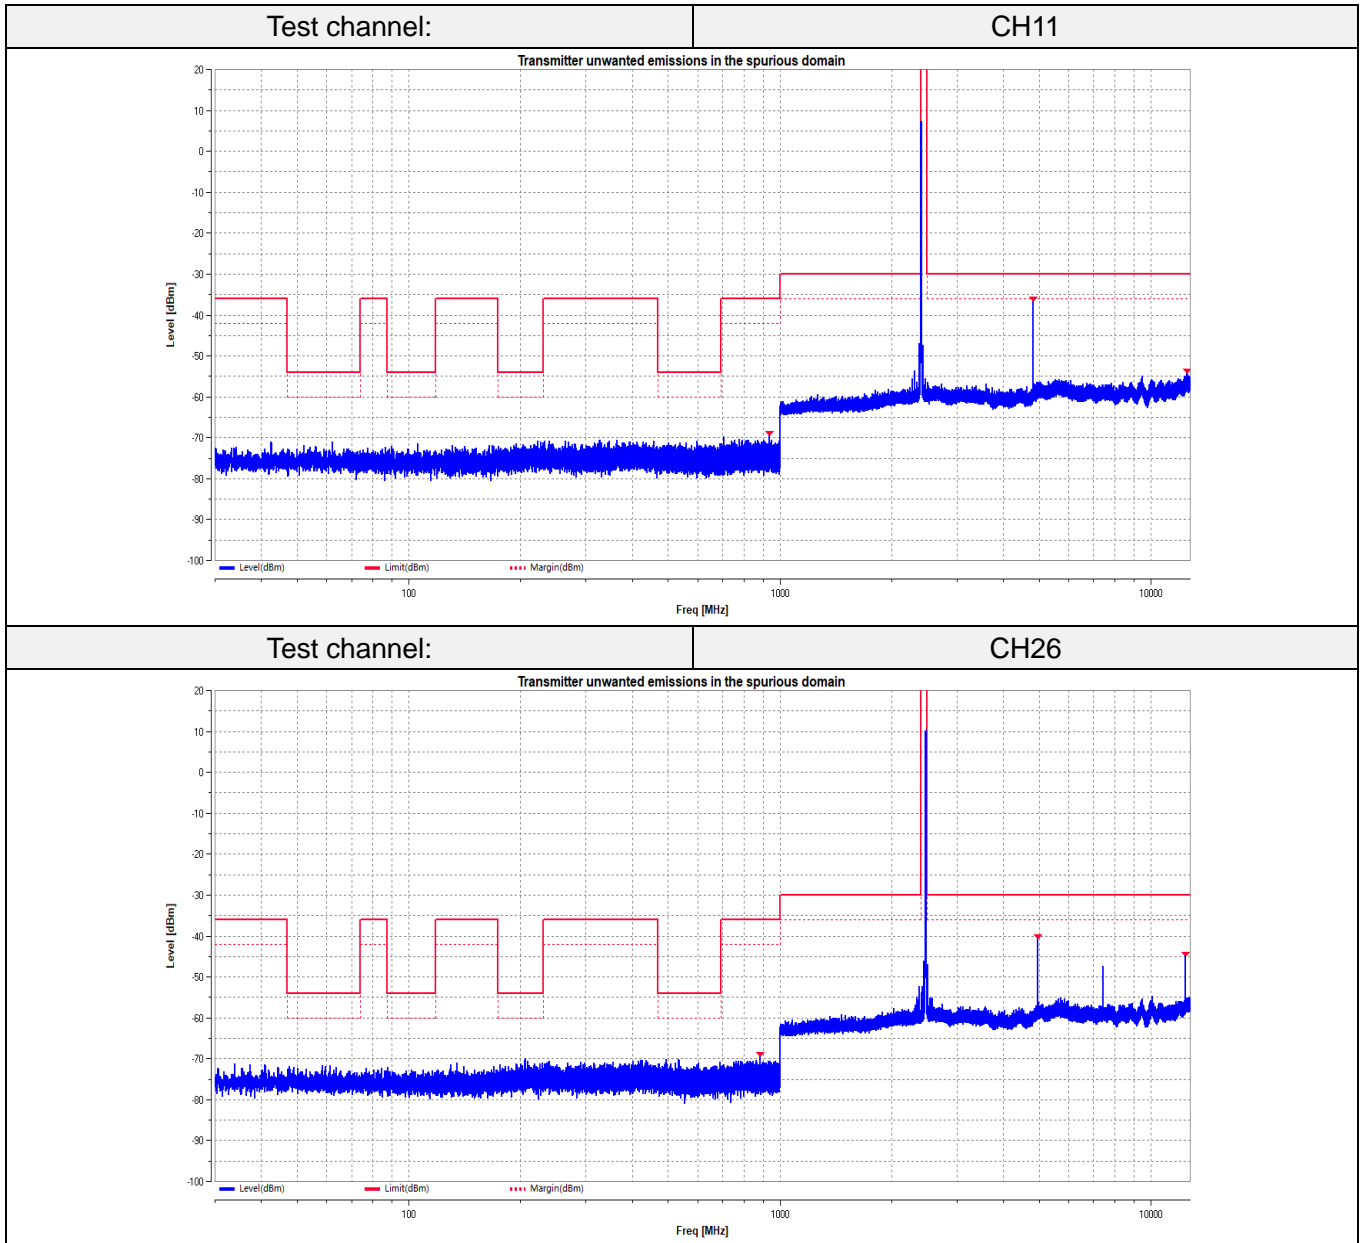 Test channel: CH11
Transmitter unwanted emissions in the spurious domain
20
10
0
-10
-20
-30
-40
-50
-60
-70
-80
-90
-100
Level [dBm]
Level(dBm) Limit(dBm) Margin(dBm)
100 1000 10000
Freq [MHz]
Test channel: CH26
Transmitter unwanted emissions in the spurious domain
20
10
0
-10
-20
-30
-40
-50
-60
-70
-80
-90
-100
Level [dBm]
Level(dBm) Limit(dBm) Margin(dBm)
100 1000 10000
Freq [MHz]